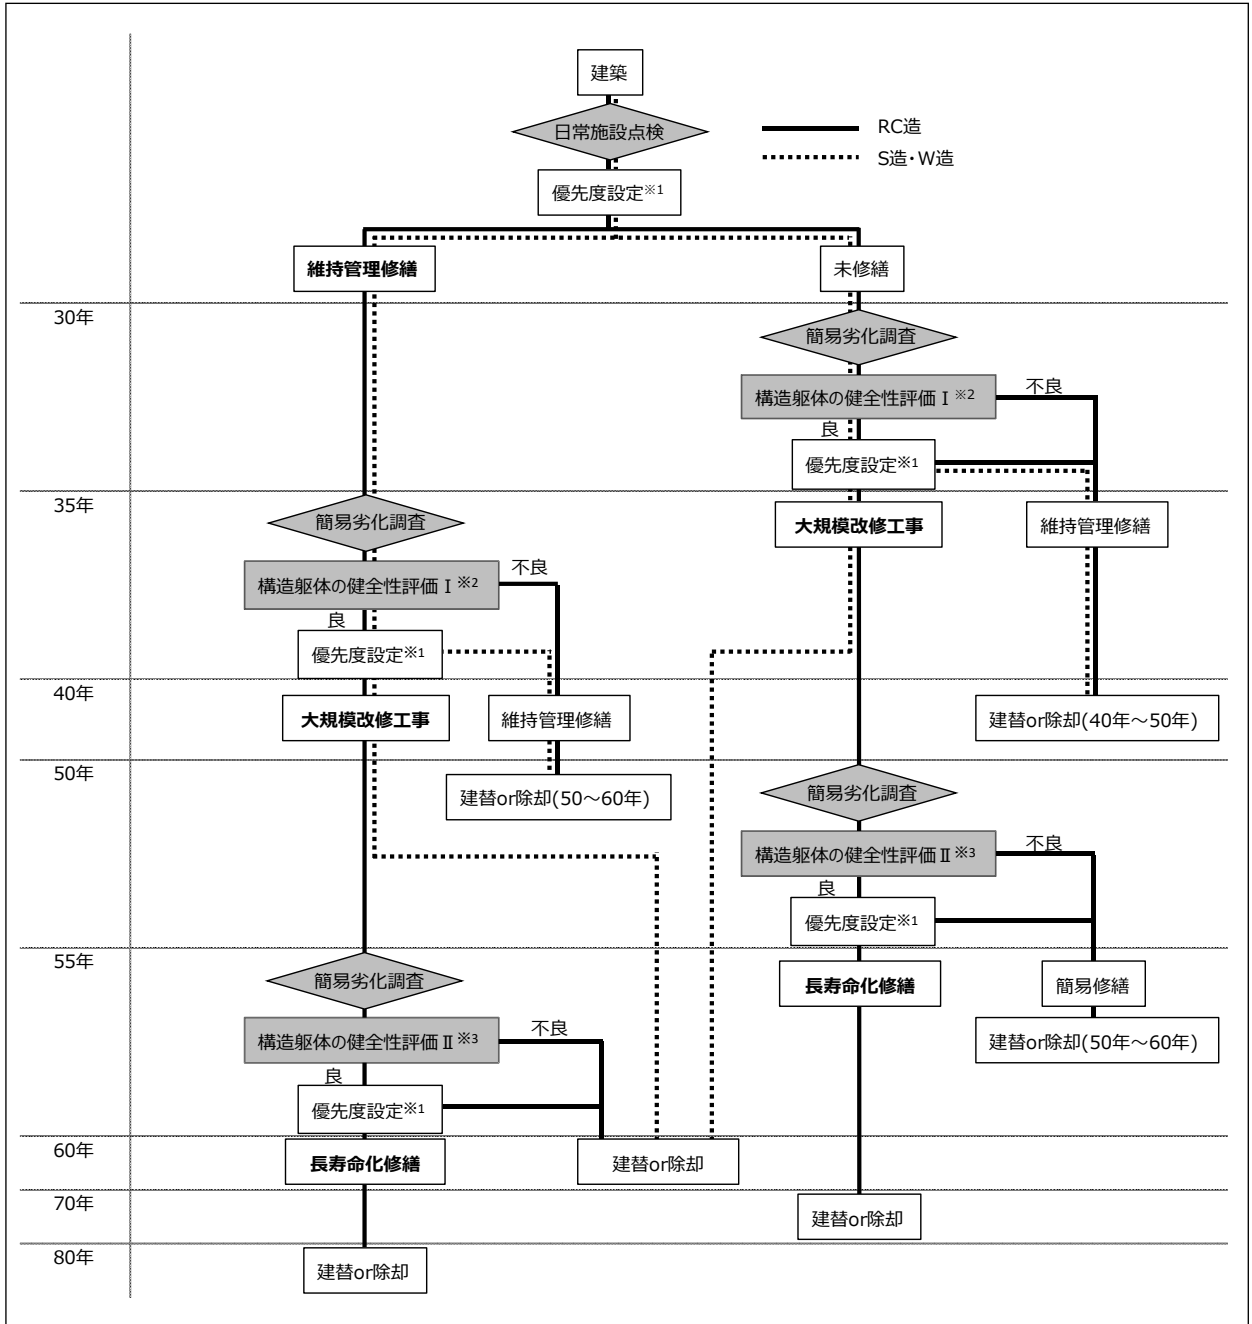 建築
日常施設点検
RC造
S造・W造
優先度設定※1
維持管理修繕
未修繕
30年
簡易劣化調査
構造躯体の健全性評価Ⅰ※2
不良
良
優先度設定※1
35年
簡易劣化調査
大規模改修工事
維持管理修繕
構造躯体の健全性評価Ⅰ※2
不良
良
優先度設定※1
40年
大規模改修工事
維持管理修繕
建替or除却(40年～50年)
50年
建替or除却(50～60年)
簡易劣化調査
構造躯体の健全性評価Ⅱ※3
不良
良
優先度設定※1
55年
簡易劣化調査
長寿命化修繕
簡易修繕
構造躯体の健全性評価Ⅱ※3
不良
建替or除却(50年～60年)
良
優先度設定※1
60年
長寿命化修繕
建替or除却
70年
建替or除却
80年
建替or除却